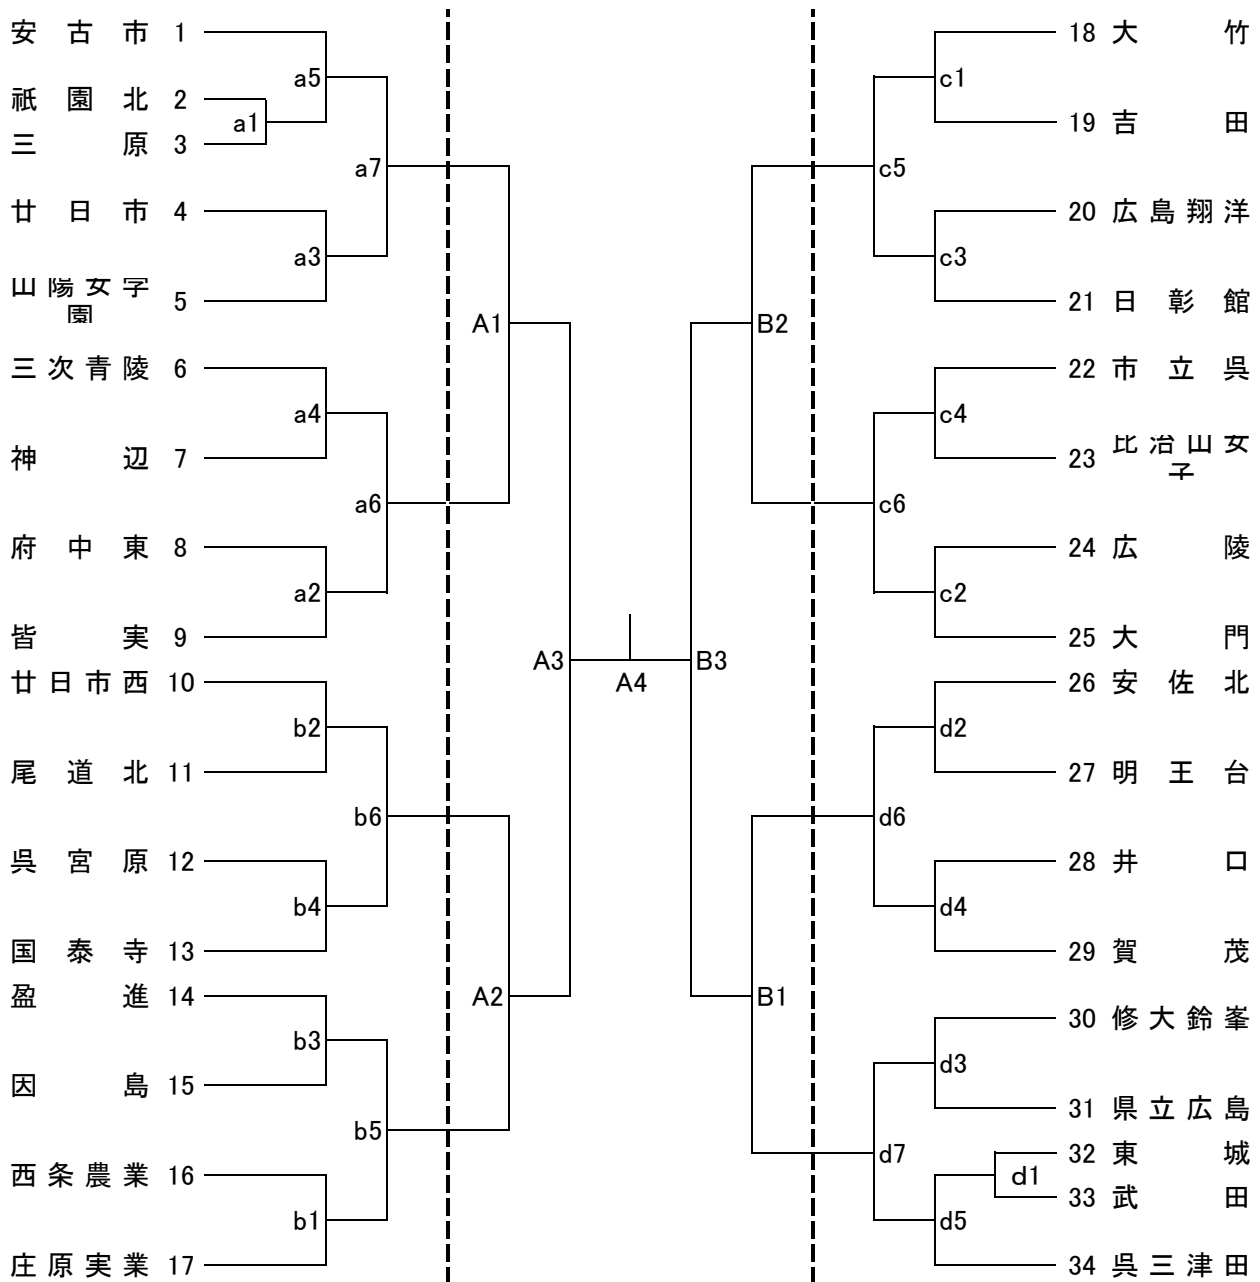 安古市 1
a5
祇園北 2
a1
三原 3
a7
廿日市 4
a3
山陽女学
園
5
A1
三次青陵 6
a4
神辺 7
a6
府中東 8
a2
皆実 9
A3
廿日市西 10
b2
尾道北 11
b6
呉宮原 12
b4
国泰寺 13
盈進 14
A2
b3
因島 15
b5
西条農業 16
b1
庄原実業 17
A4
18 大竹
c1
19 吉田
c5
20 広島翔洋
c3
21 日彰館
B2
22 市立呉
c4
23 比治山女
子
c6
24 広陵
c2
25 大門
B3
26 安佐北
d2
27 明王台
d6
28 井口
d4
29 賀茂
B1
30 修大鈴峯
d3
31 県立広島
d7
32 東城
d1
33 武田
d5
34 呉三津田